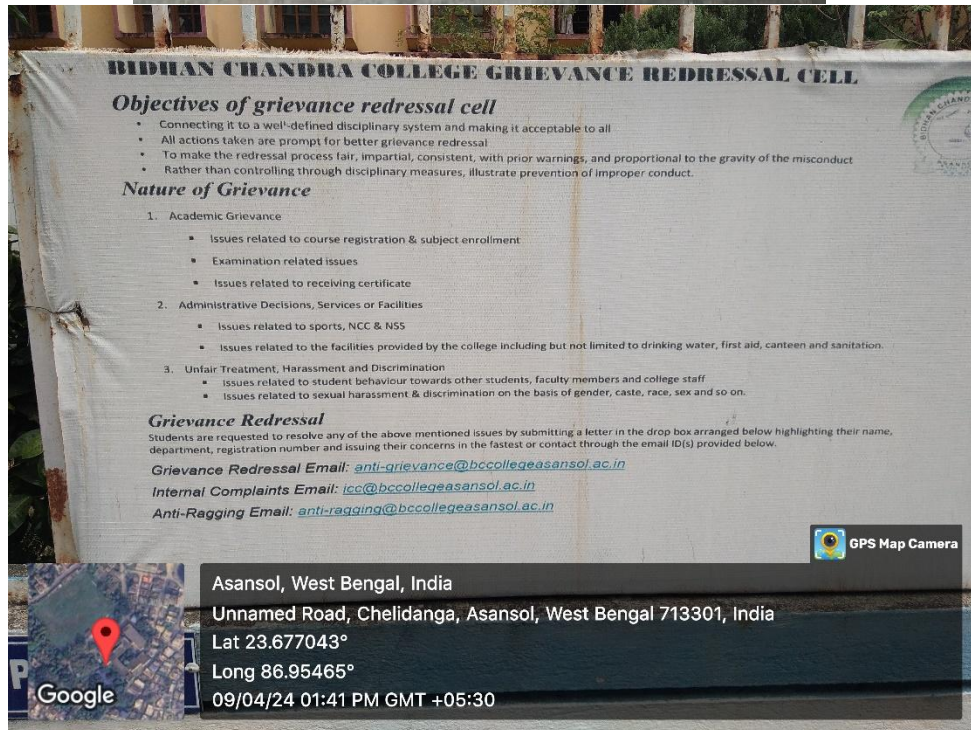 BIDHAN CHANDRA COLLEGE GRIEVANCE REDRESSAL CELL
Objectives of grievance redressal cell
• Connecting it to a well-defined disciplinary system and making it acceptable to all
• All actions taken are prompt for better grievance redressal
• To make the redressal process fair, impartial, consistent, with prior warnings, and proportional to the gravity of the misconduct
• Rather than controlling through disciplinary measures, illustrate prevention of improper conduct.
Nature of Grievance
1. Academic Grievance
▪ Issues related to course registration & subject enrollment
▪ Examination related issues
▪ Issues related to receiving certificate
2. Administrative Decisions, Services or Facilities
▪ Issues related to sports, NCC & NSS
▪ Issues related to the facilities provided by the college including but not limited to drinking water, first aid, canteen and sanitation.
3. Unfair Treatment, Harassment and Discrimination
▪ Issues related to student behaviour towards other students, faculty members and college staff
▪ Issues related to sexual harassment & discrimination on the basis of gender, caste, race, sex and so on.
Grievance Redressal
Students are requested to resolve any of the above mentioned issues by submitting a letter in the drop box arranged below highlighting their name,
department, registration number and issuing their concerns in the fastest or contact through the email ID(s) provided below.
Grievance Redressal Email: anti-grievance@bccollegeasansol.ac.in
Internal Complaints Email: icc@bccollegeasansol.ac.in
Anti-Ragging Email: anti-ragging@bccollegeasansol.ac.in
BIDHAN CHAND
GPS Map Camera
Asansol, West Bengal, India
Unnamed Road, Chelidanga, Asansol, West Bengal 713301, India
Lat 23.677043°
Long 86.95465°
09/04/24 01:41 PM GMT +05:30
Google
P